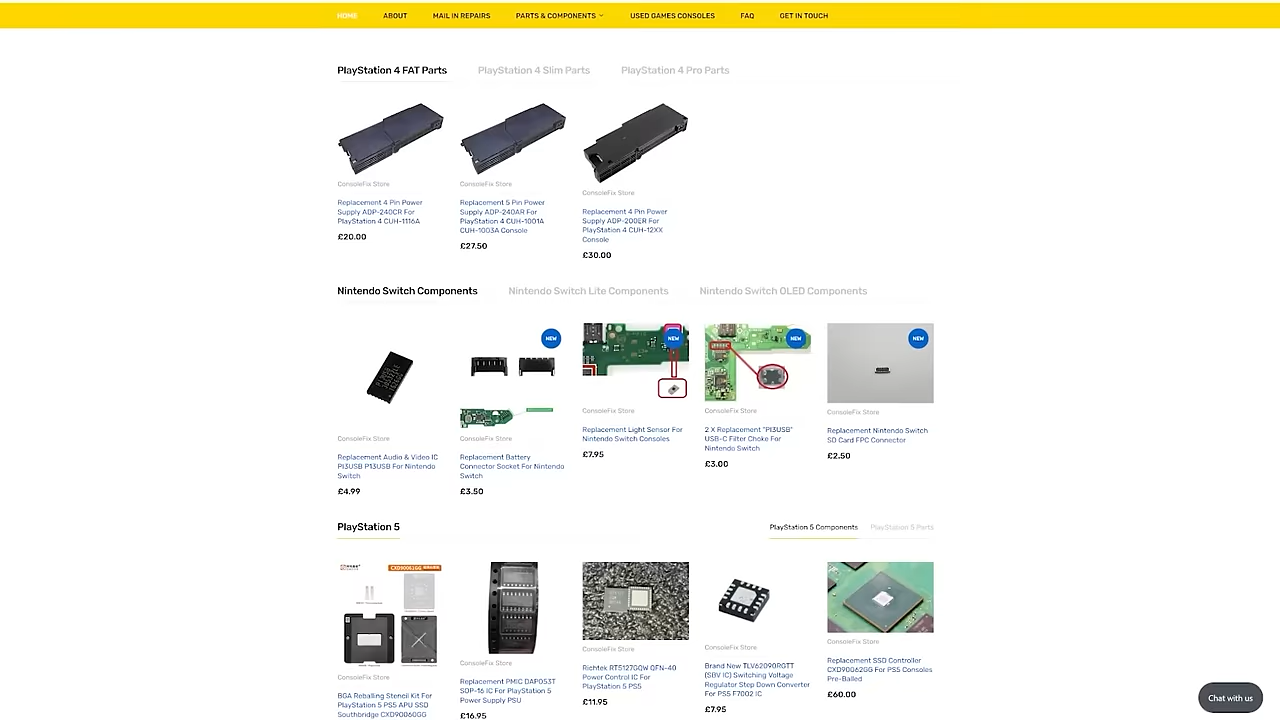 HOME ABOUT MAIL IN REPAIRS PARTS & COMPONENTS USED GAMES CONSOLES FAQ GET IN TOUCH
PlayStation 4 FAT Parts PlayStation 4 Slim Parts PlayStation 4 Pro Parts
ConsoleFix Store
Replacement 4 Pin Power
Supply ADP-240CR For
PlayStation 4 CUH-1116A
£20.00
ConsoleFix Store
Replacement 5 Pin Power
Supply ADP-240AR For
PlayStation 4 CUH-1001A
CUH-1003A Console
£27.50
ConsoleFix Store
Replacement 4 Pin Power
Supply ADP-200ER For
PlayStation 4 CUH-12XX
Console
£30.00
Nintendo Switch Components Nintendo Switch Lite Components Nintendo Switch OLED Components
ConsoleFix Store
Replacement Audio & Video IC
PI3USB P13USB For Nintendo
Switch
£4.99
NEW
ConsoleFix Store
Replacement Battery
Connector Socket For Nintendo
Switch
£3.50
NEW
ConsoleFix Store
Replacement Light Sensor For
Nintendo Switch Consoles
£7.95
NEW
ConsoleFix Store
2 X Replacement "PI3USB"
USB-C Filter Choke For
Nintendo Switch
£3.00
NEW
ConsoleFix Store
Replacement Nintendo Switch
SD Card FPC Connector
£2.50
PlayStation 5 PlayStation 5 Components PlayStation 5 Parts
CXD90061GG
ConsoleFix Store
BGA Reballing Stencil Kit For
PlayStation 5 PS5 APU SSD
Southbridge CXD90060GG
ConsoleFix Store
Replacement PMIC DAP053T
SOP-16 IC For PlayStation 5
Power Supply PSU
£16.95
ConsoleFix Store
Richtek RT5127GQW QFN-40
Power Control IC For
PlayStation 5 PS5
£11.95
ConsoleFix Store
Brand New TLV62090RGTT
(SBV IC) Switching Voltage
Regulator Step Down Converter
For PS5 F7002 IC
£7.95
ConsoleFix Store
Replacement SSD Controller
CXD90062GG For PS5 Consoles
Pre-Balled
£60.00
Chat with us